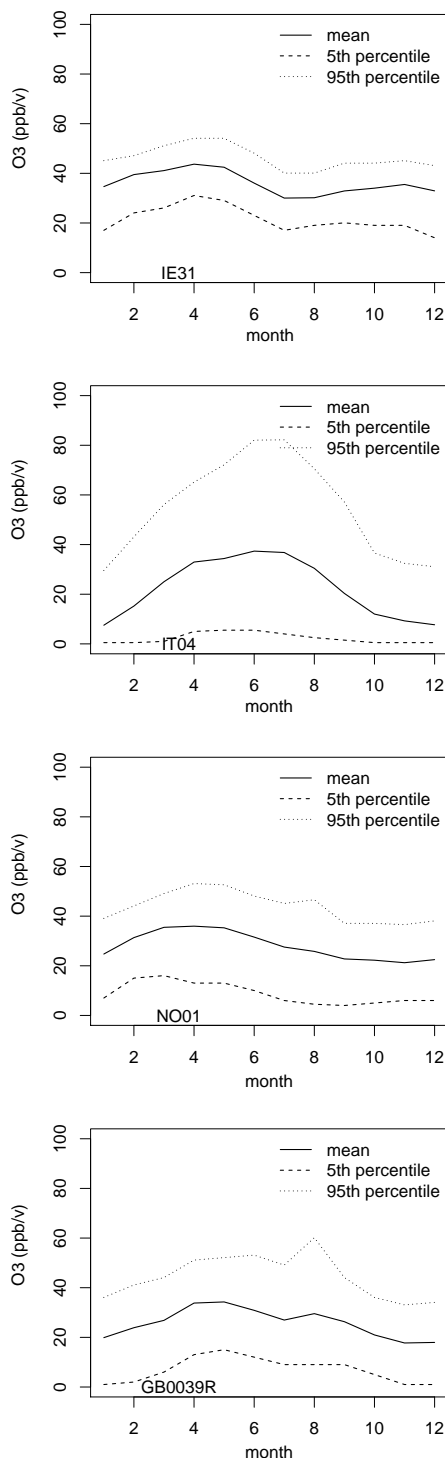 100
80
60
40
20
0
O3 (ppb/v)
mean
5th percentile
95th percentile
IE31
2 4 6 8 10 12
month
100
80
60
40
20
0
O3 (ppb/v)
mean
5th percentile
95th percentile
IT04
2 4 6 8 10 12
month
100
80
60
40
20
0
O3 (ppb/v)
mean
5th percentile
95th percentile
NO01
2 4 6 8 10 12
month
100
80
60
40
20
0
O3 (ppb/v)
mean
5th percentile
95th percentile
GB0039R
2 4 6 8 10 12
month